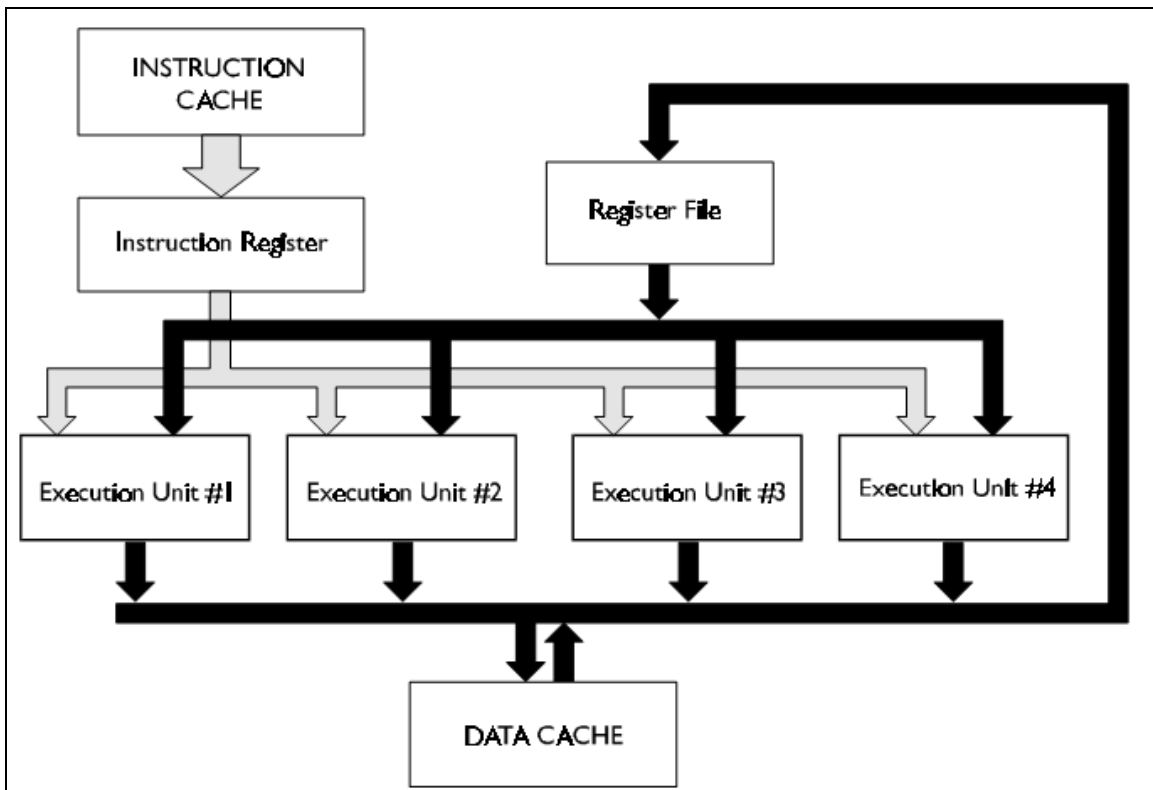 INSTRUCTION
CACHE
Register File
Instruction Register
Execution Unit #1
Execution Unit #2
Execution Unit #3
Execution Unit #4
DATA CACHE